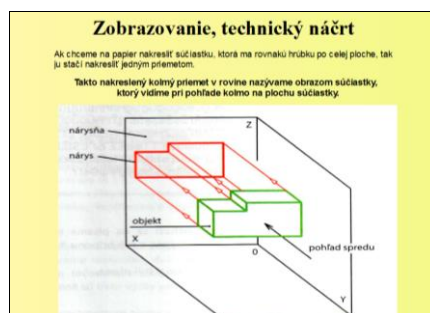 Zobrazovanie, technický náčrt
Ak chceme na papier nakresliť súčiastku, ktorá ma rovnakú hrúbku po celej ploche, tak
ju stačí nakresliť jedným priemetom.
Takto nakreslený kolmý priemet v rovine nazývame obrazom súčiastky,
ktorý vidíme pri pohľade kolmo na plochu súčiastky.
nárysňa
Z
nárys
objekt
X
pohľad spredu
0
Y